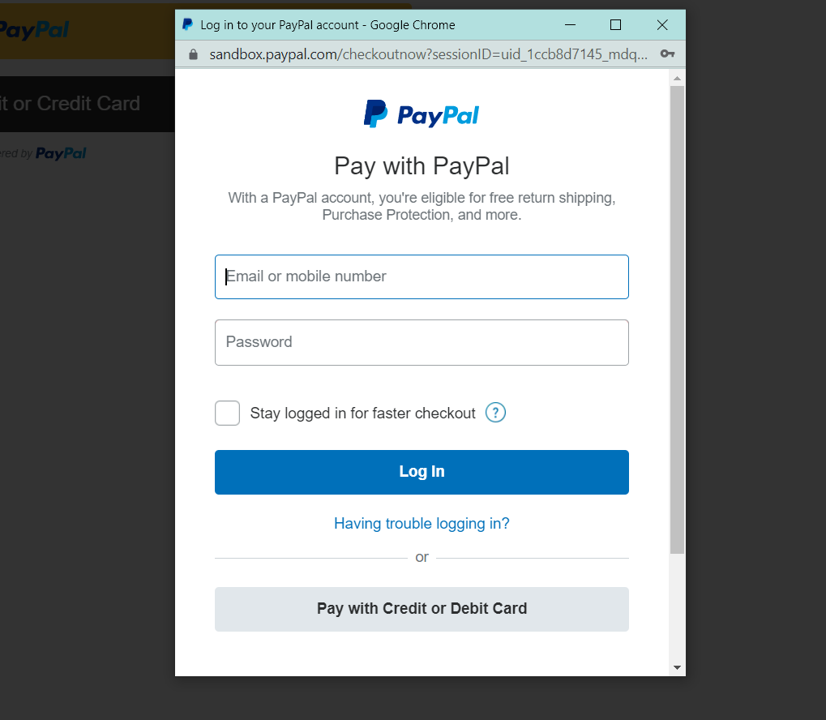 PayPal
Log in to your PayPal account - Google Chrome
sandbox.paypal.com/checkoutnow?sessionID=uid_1ccb8d7145_mdq...
it or Credit Card
ered by PayPal
PayPal
Pay with PayPal
With a PayPal account, you're eligible for free return shipping,
Purchase Protection, and more.
Email or mobile number
Password
Stay logged in for faster checkout ?
Log In
Having trouble logging in?
or
Pay with Credit or Debit Card